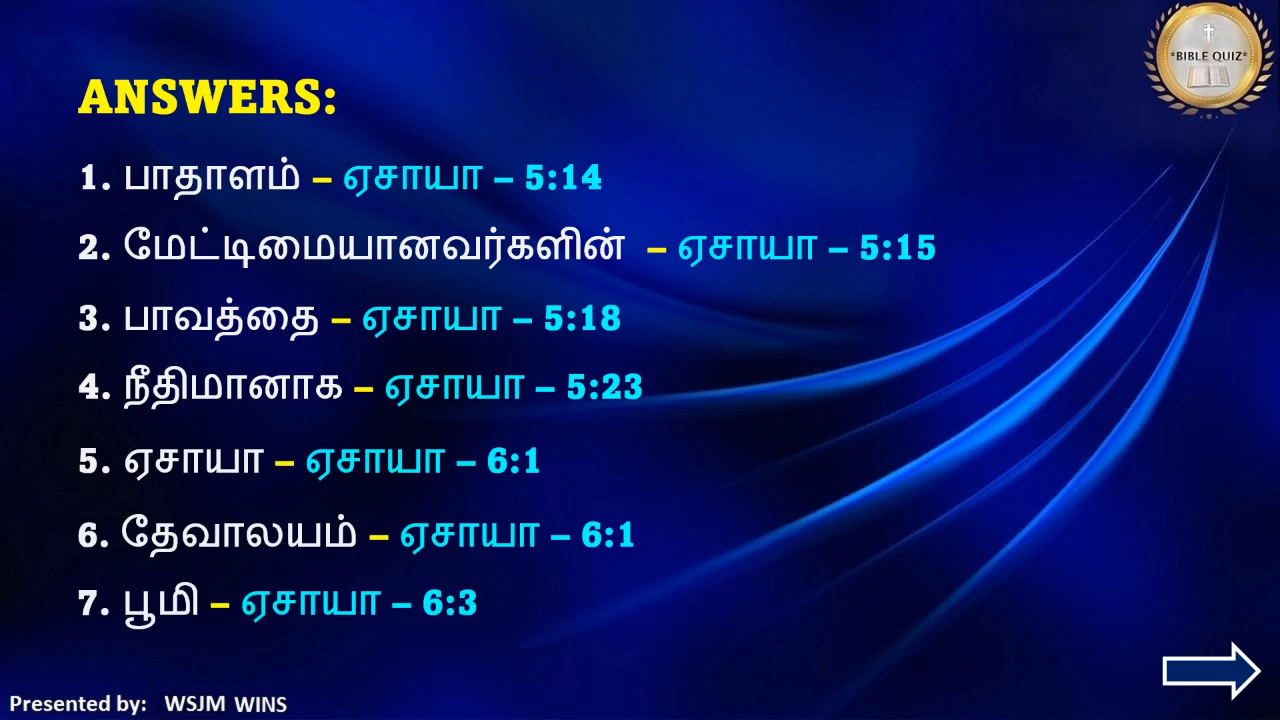 *BIBLE QUIZ*
ANSWERS:
1. பாதாளம் – ஏசாயா – 5:14
2. மேட்டிமையானவர்களின் – ஏசாயா – 5:15
3. பாவத்தை – ஏசாயா – 5:18
4. நீதிமானாக – ஏசாயா – 5:23
5. ஏசாயா – ஏசாயா – 6:1
6. தேவாலயம் – ஏசாயா – 6:1
7. பூமி – ஏசாயா – 6:3
Presented by: WSJM WINS